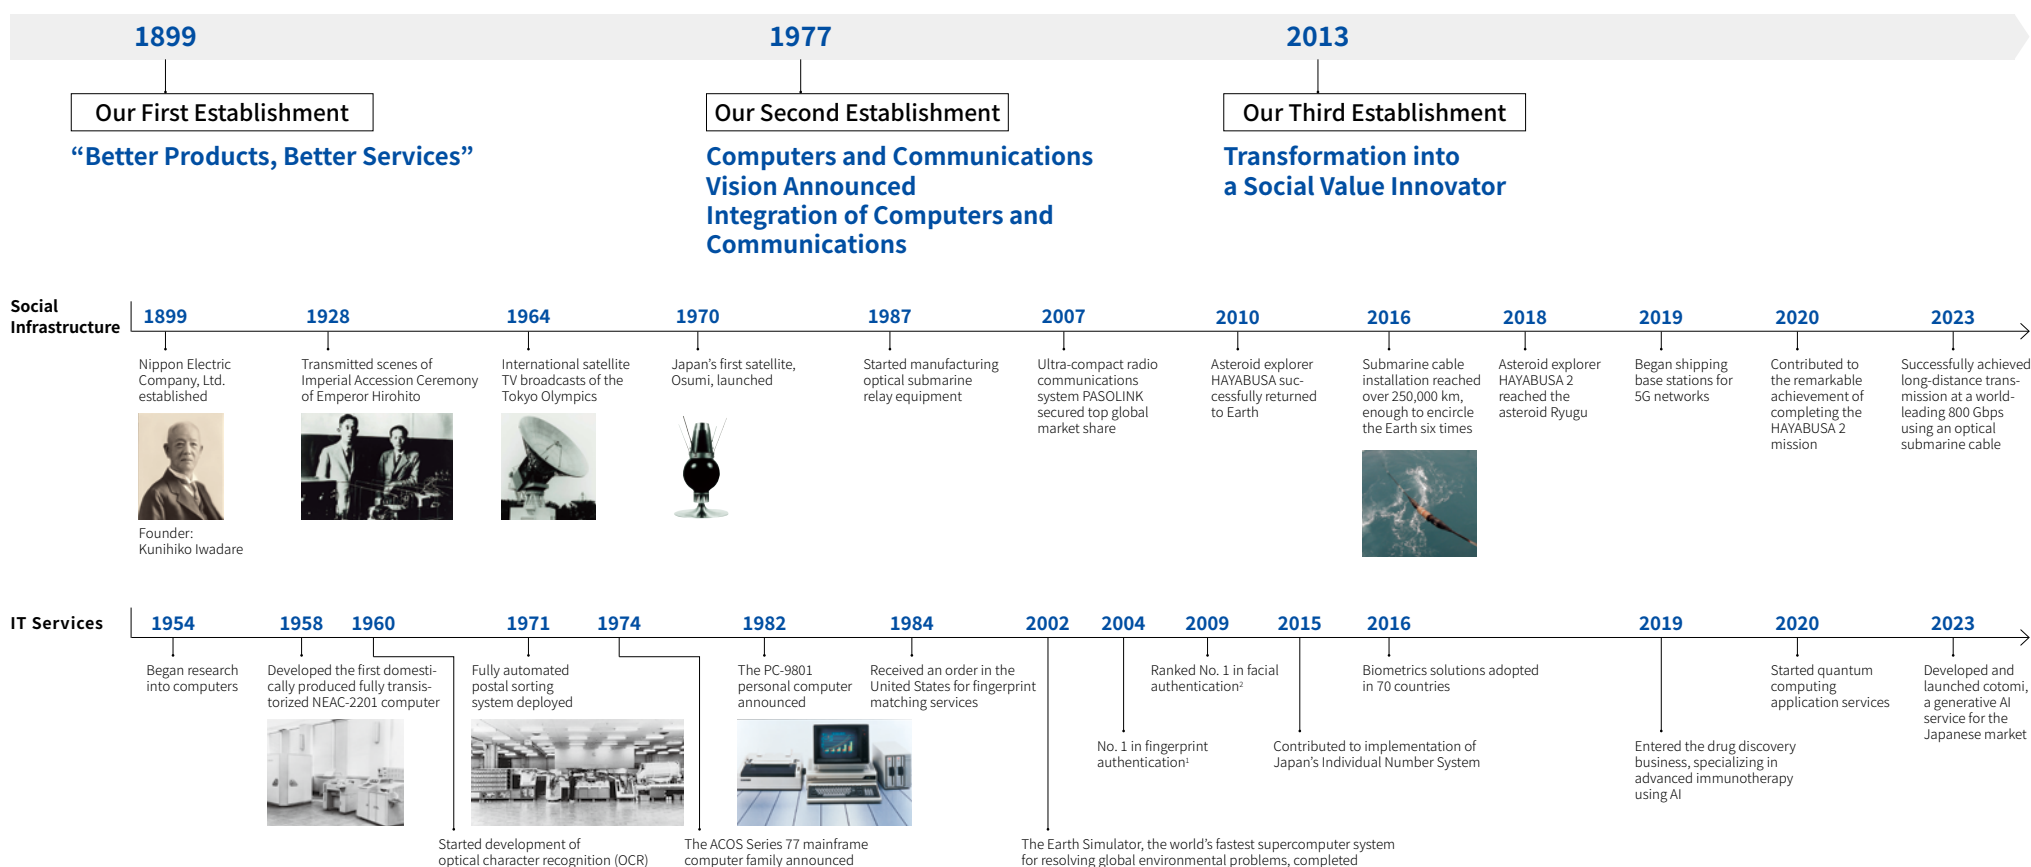 1899
1977
2013
Our First Establishment
“Better Products, Better Services”
Our Second Establishment
Computers and Communications
Vision Announced
Integration of Computers and
Communications
Our Third Establishment
Transformation into
a Social Value Innovator
Social
Infrastructure
1899
Nippon Electric
Company, Ltd.
established
Founder:
Kunihiko Iwadare
1928
Transmitted scenes of
Imperial Accession Ceremony
of Emperor Hirohito
1964
International satellite
TV broadcasts of the
Tokyo Olympics
1970
Japan’s first satellite,
Osumi, launched
1987
Started manufacturing
optical submarine
relay equipment
2007
Ultra-compact radio
communications
system PASOLINK
secured top global
market share
2010
Asteroid explorer
HAYABUSA suc-
cessfully returned
to Earth
2016
Submarine cable
installation reached
over 250,000 km,
enough to encircle
the Earth six times
2018
Asteroid explorer
HAYABUSA 2
reached the
asteroid Ryugu
2019
Began shipping
base stations for
5G networks
2020
Contributed to
the remarkable
achievement of
completing the
HAYABUSA 2
mission
2023
Successfully achieved
long-distance trans-
mission at a world-
leading 800 Gbps
using an optical
submarine cable
IT Services
1954
Began research
into computers
1958
Developed the first domesti-
cally produced fully transis-
torized NEAC-2201 computer
1960
Started development of
optical character recognition (OCR)
1971
Fully automated
postal sorting
system deployed
1974
The ACOS Series 77 mainframe
computer family announced
1982
The PC-9801
personal computer
announced
1984
Received an order in the
United States for fingerprint
matching services
2002
The Earth Simulator, the world’s fastest supercomputer system
for resolving global environmental problems, completed
2004
No. 1 in fingerprint
authentication¹
2009
Ranked No. 1 in facial
authentication²
2015
Contributed to implementation of
Japan’s Individual Number System
2016
Biometrics solutions adopted
in 70 countries
2019
Entered the drug discovery
business, specializing in
advanced immunotherapy
using AI
2020
Started quantum
computing
application services
2023
Developed and
launched cotomi,
a generative AI
service for the
Japanese market